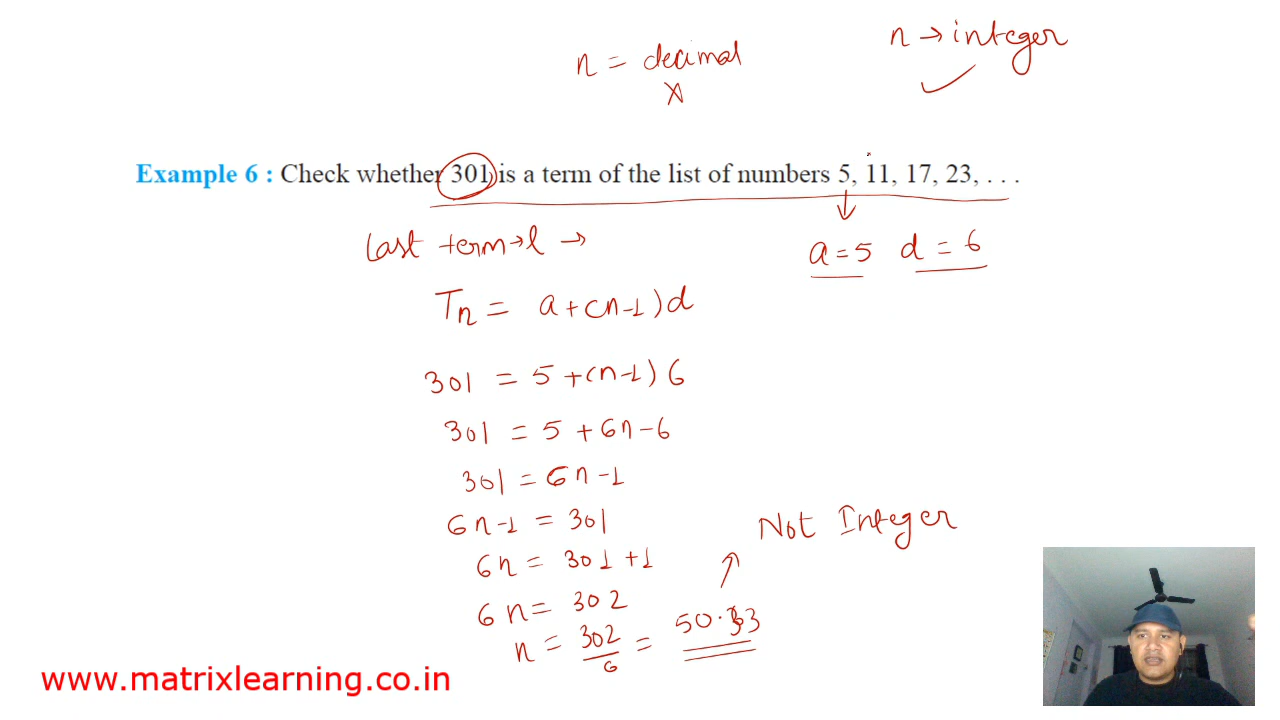 n = decimal
n → integer
Example 6 : Check whether 301 is a term of the list of numbers 5, 11, 17, 23, . . .
Last term → l →
a = 5 d = 6
Tn = a + (n-1)d
301 = 5 + (n-1) 6
301 = 5 + 6n - 6
301 = 6n - 1
6n - 1 = 301
Not Integer
6n = 301 + 1
6n = 302
n = 302/6 = 50.33
www.matrixlearning.co.in